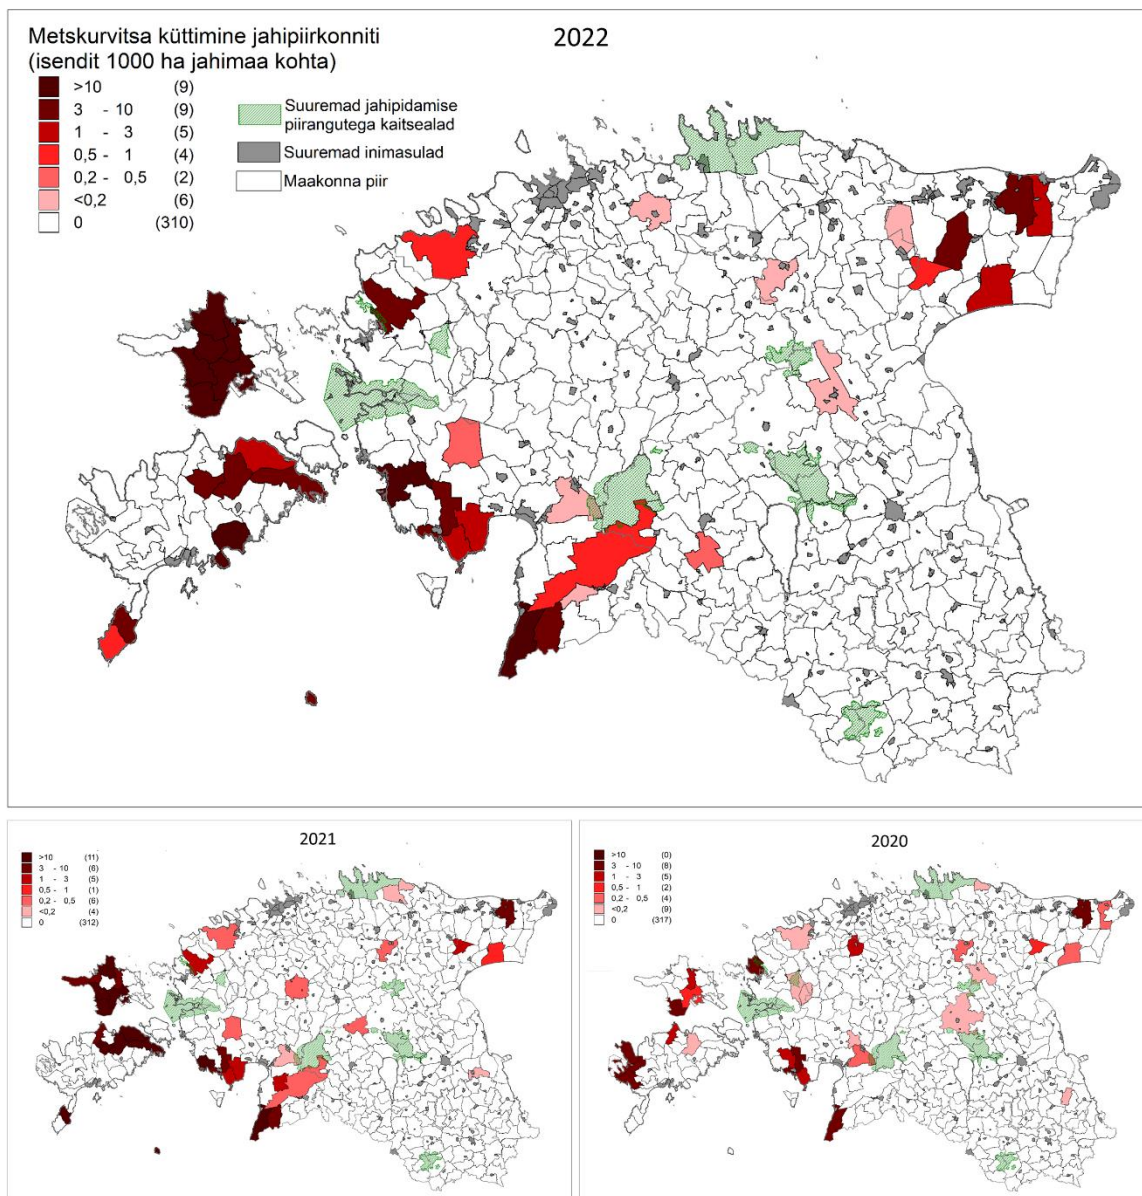 Metskurvitsa küttimine jahipiirkonniti
(isendit 1000 ha jahimaa kohta)
2022
>10 (9)
3 - 10 (9)
1 - 3 (5)
0,5 - 1 (4)
0,2 - 0,5 (2)
<0,2 (6)
0 (310)
Suuremad jahipidamise
piirangutega kaitsealad
Suuremad inimasulad
Maakonna piir
2021
>10 (11)
3 - 10 (6)
1 - 3 (5)
0,5 - 1 (1)
0,2 - 0,5 (6)
<0,2 (4)
0 (312)
2020
>10 (0)
3 - 10 (8)
1 - 3 (5)
0,5 - 1 (2)
0,2 - 0,5 (4)
<0,2 (9)
0 (317)